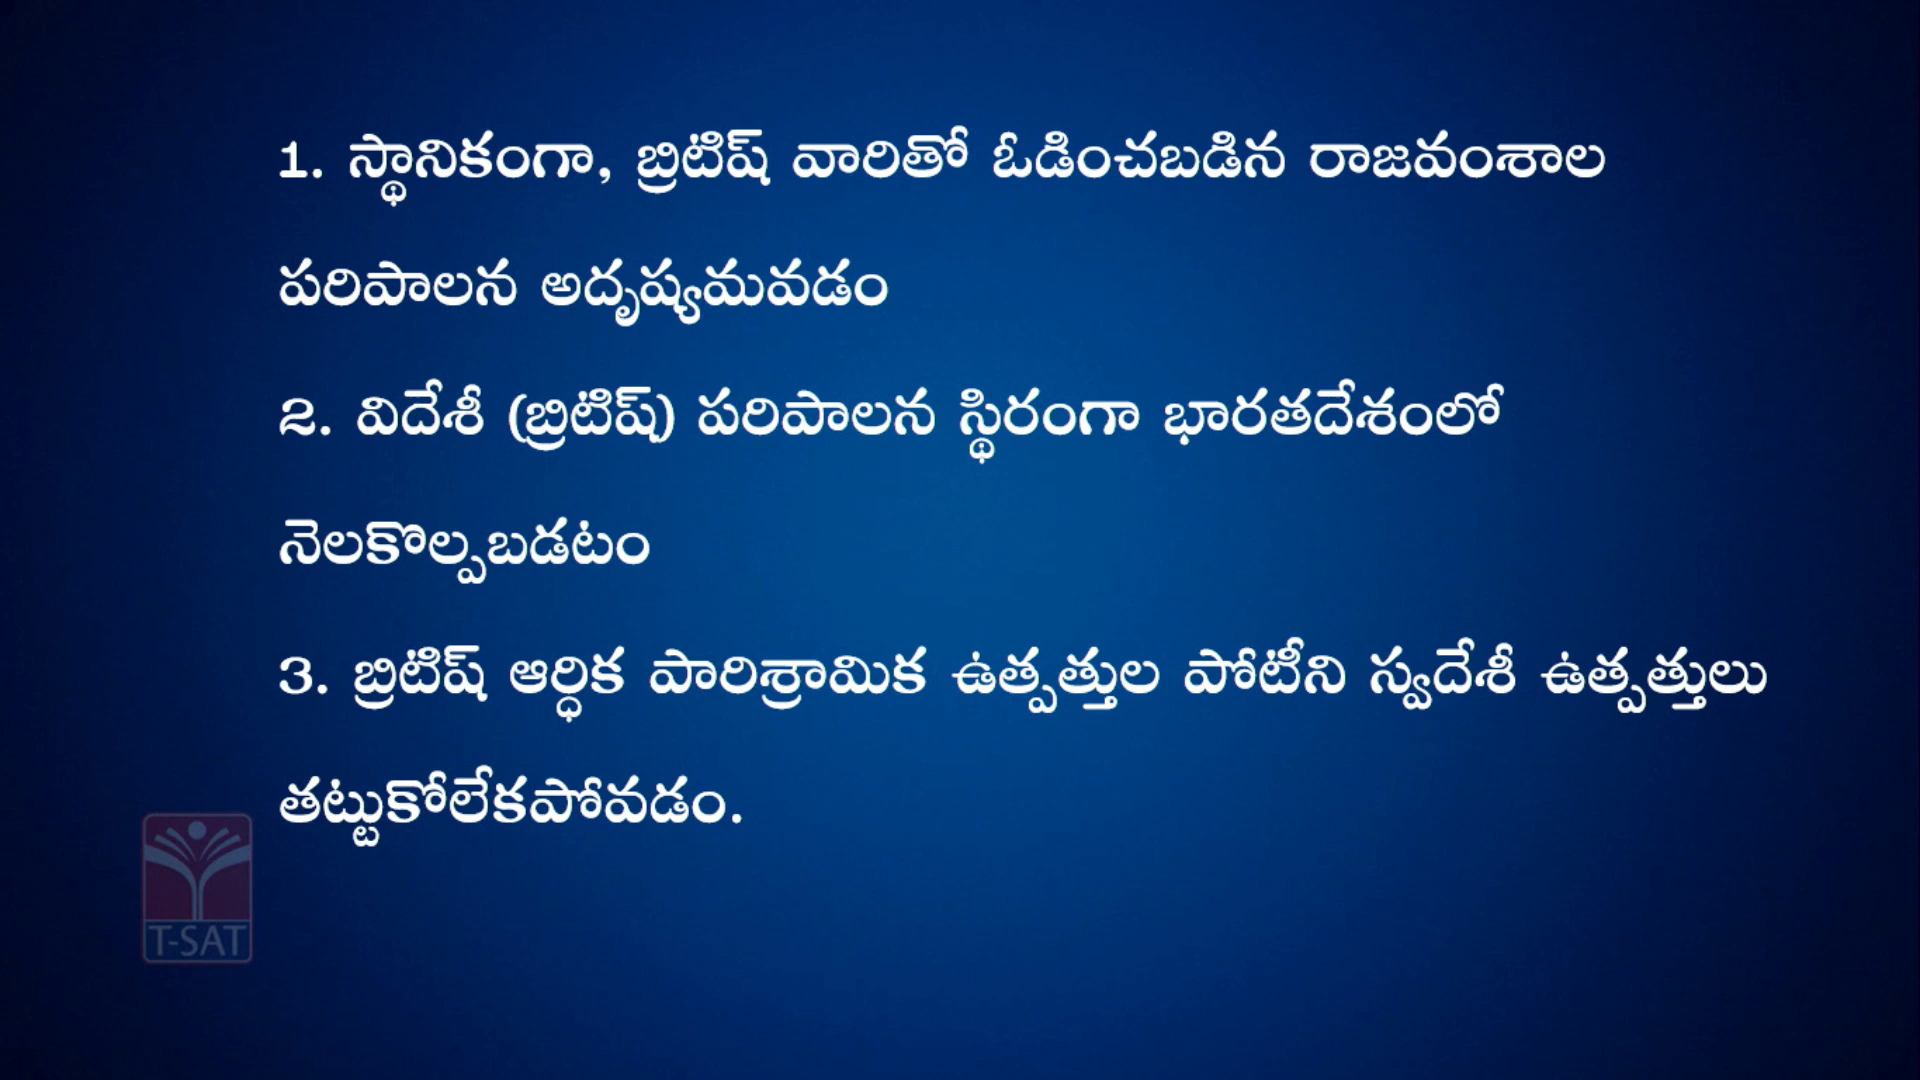 1. స్థానికంగా, బ్రిటిష్ వారితో ఓడించబడిన రాజవంశాల
పరిపాలన అదృష్యమవడం
2. విదేశీ (బ్రిటిష్) పరిపాలన స్థిరంగా భారతదేశంలో
నెలకొల్పబడటం
3. బ్రిటిష్ ఆర్ధిక పారిశ్రామిక ఉత్పత్తుల పోటీని స్వదేశీ ఉత్పత్తులు
తట్టుకోలేకపోవడం.
T-SAT